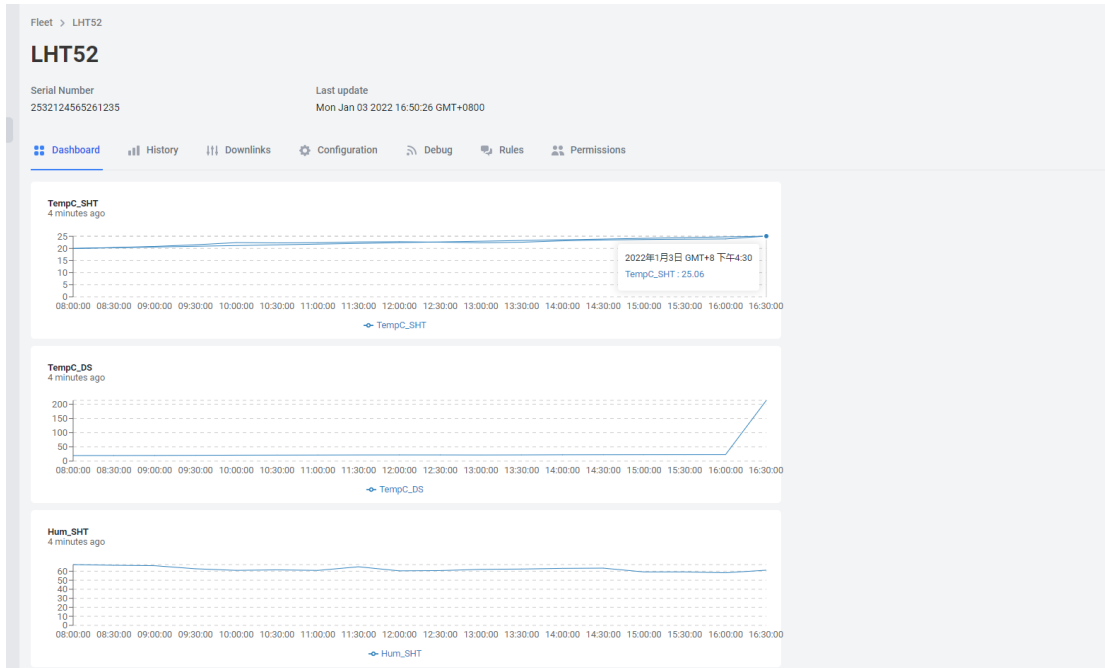 Fleet > LHT52
LHT52
Serial Number Last update
2532124565261235 Mon Jan 03 2022 16:50:26 GMT+0800
Dashboard History Downlinks Configuration Debug Rules Permissions
TempC_SHT
4 minutes ago
25
20
15
10
5
0
2022年1月3日 GMT+8 下午4:30
TempC_SHT : 25.06
08:00:00 08:30:00 09:00:00 09:30:00 10:00:00 10:30:00 11:00:00 11:30:00 12:00:00 12:30:00 13:00:00 13:30:00 14:00:00 14:30:00 15:00:00 15:30:00 16:00:00 16:30:00
TempC_SHT
TempC_DS
4 minutes ago
200
150
100
50
0
08:00:00 08:30:00 09:00:00 09:30:00 10:00:00 10:30:00 11:00:00 11:30:00 12:00:00 12:30:00 13:00:00 13:30:00 14:00:00 14:30:00 15:00:00 15:30:00 16:00:00 16:30:00
TempC_DS
Hum_SHT
4 minutes ago
60
50
40
30
20
10
0
08:00:00 08:30:00 09:00:00 09:30:00 10:00:00 10:30:00 11:00:00 11:30:00 12:00:00 12:30:00 13:00:00 13:30:00 14:00:00 14:30:00 15:00:00 15:30:00 16:00:00 16:30:00
Hum_SHT